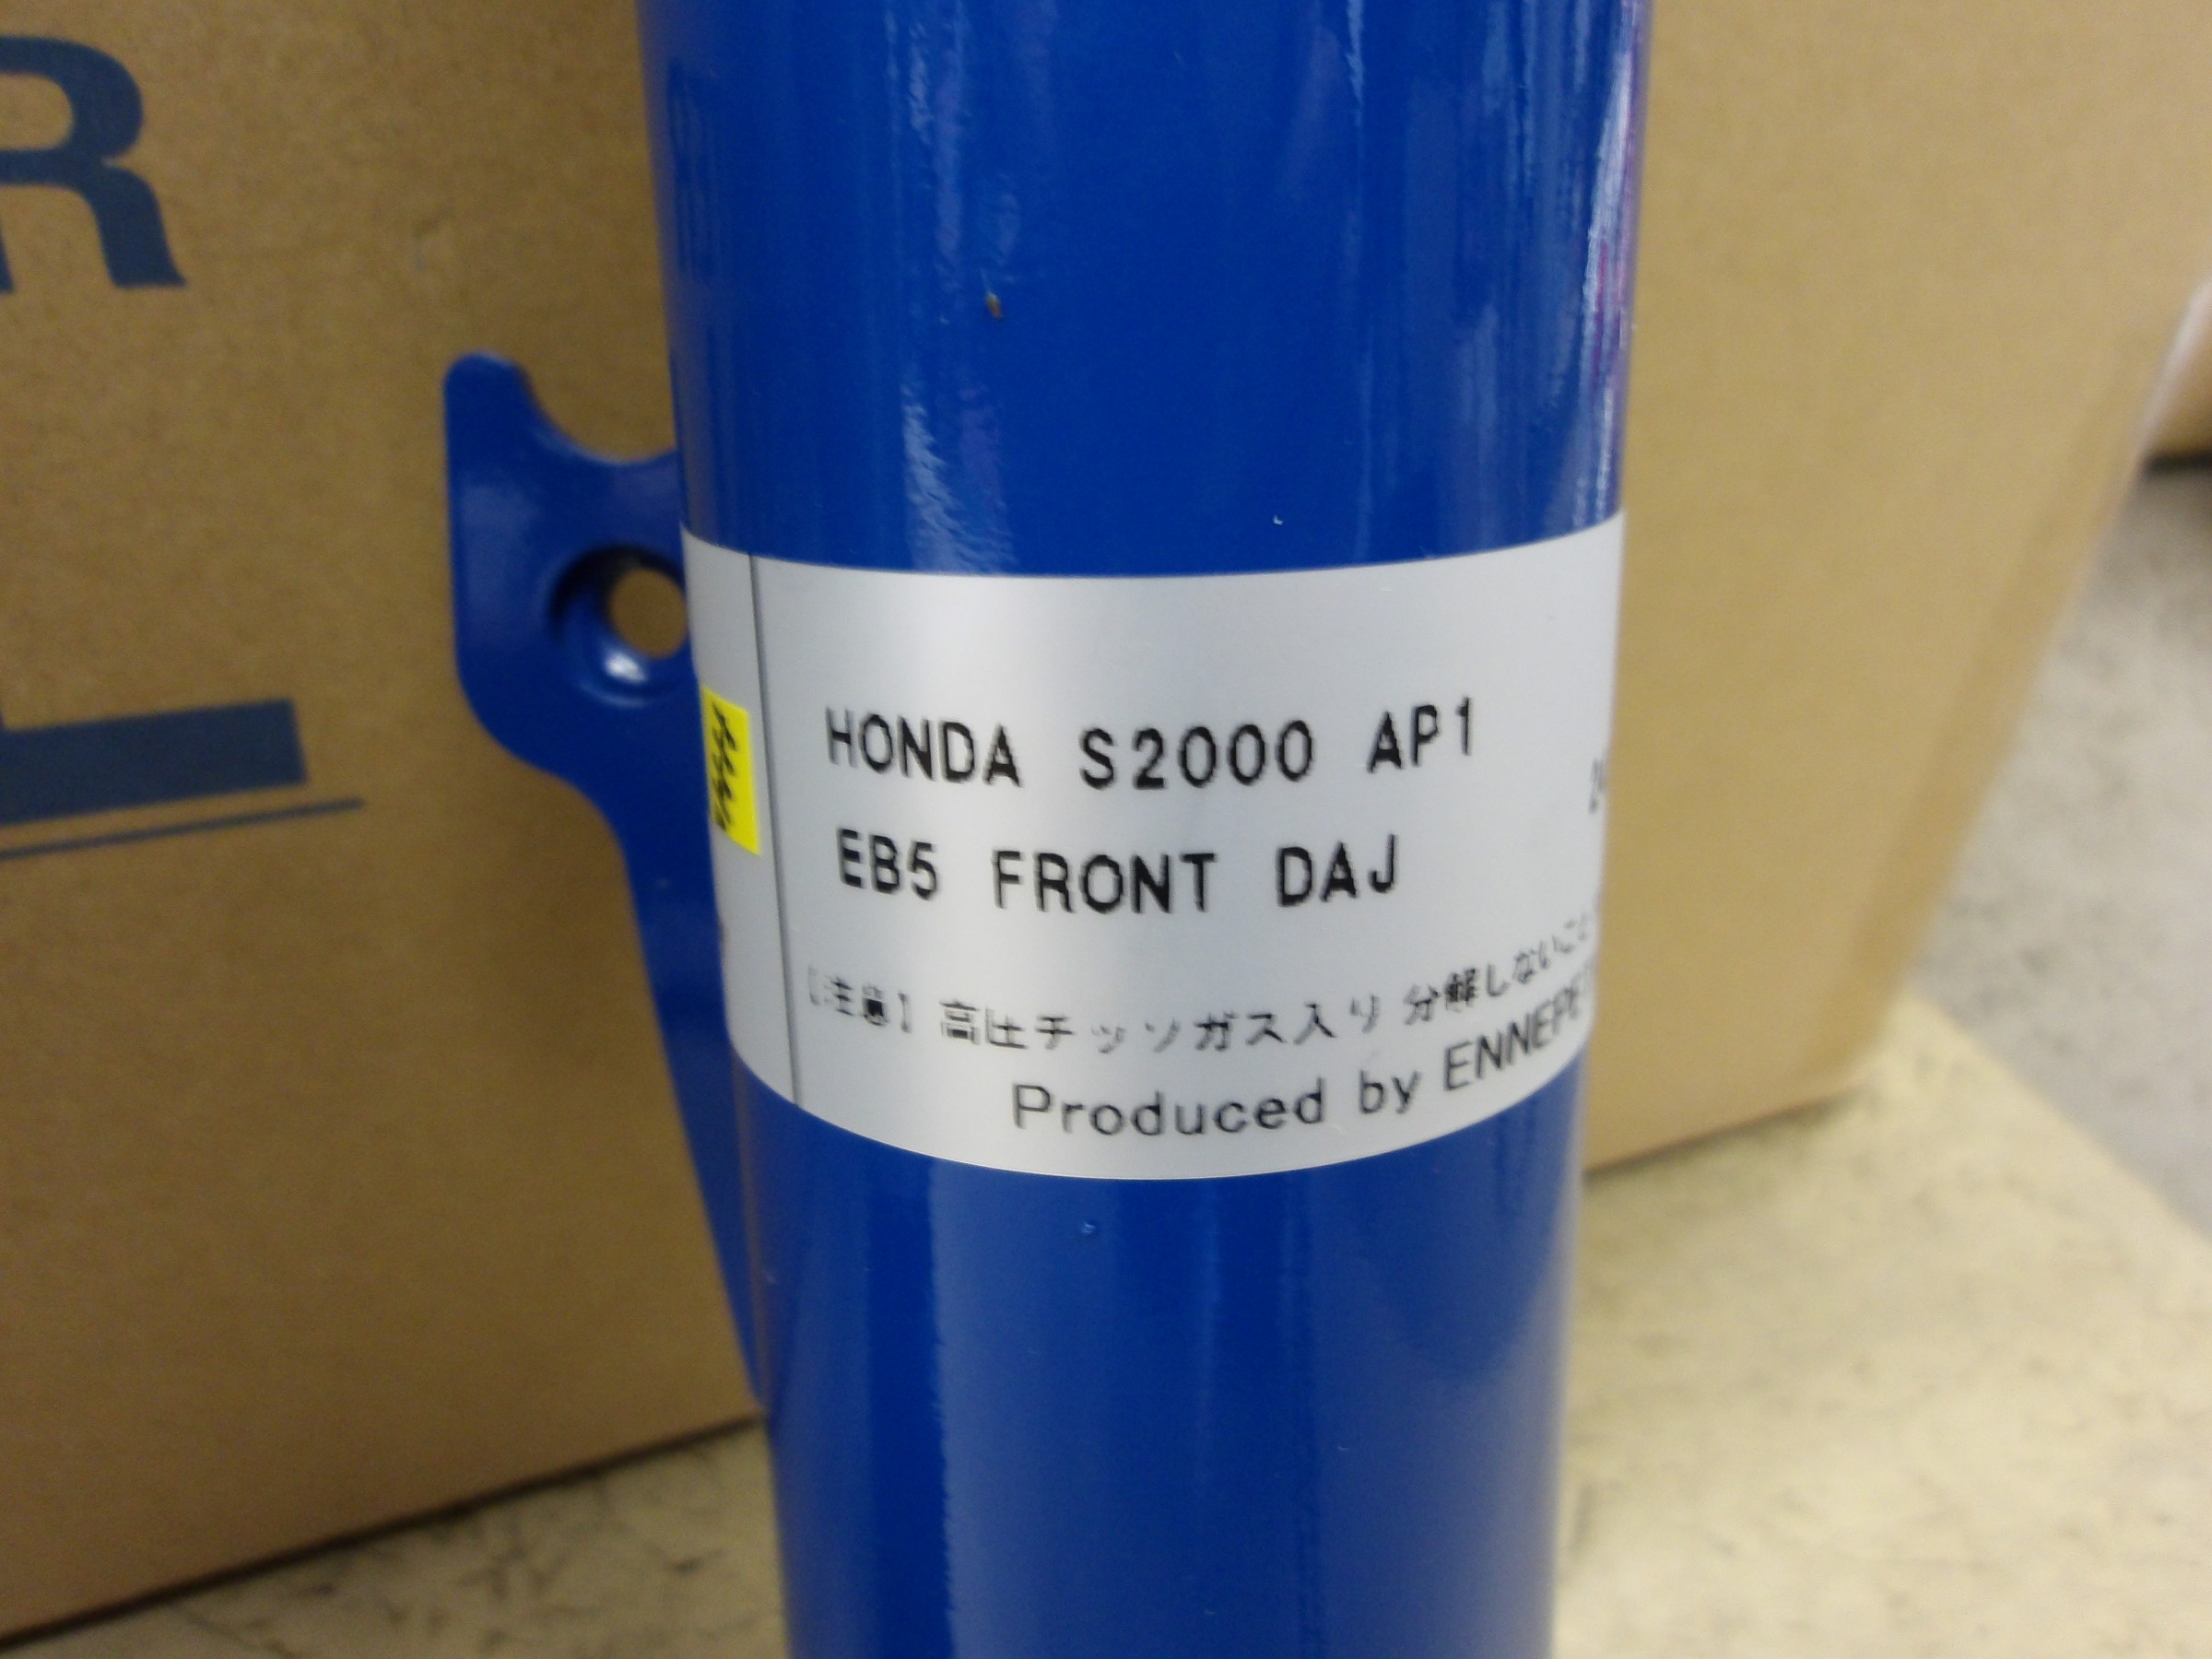 R
L
HONDA S2000 AP1
EB5 FRONT DAJ
【注意】高圧チッソガス入り 分解しないこと
Produced by ENNEPE